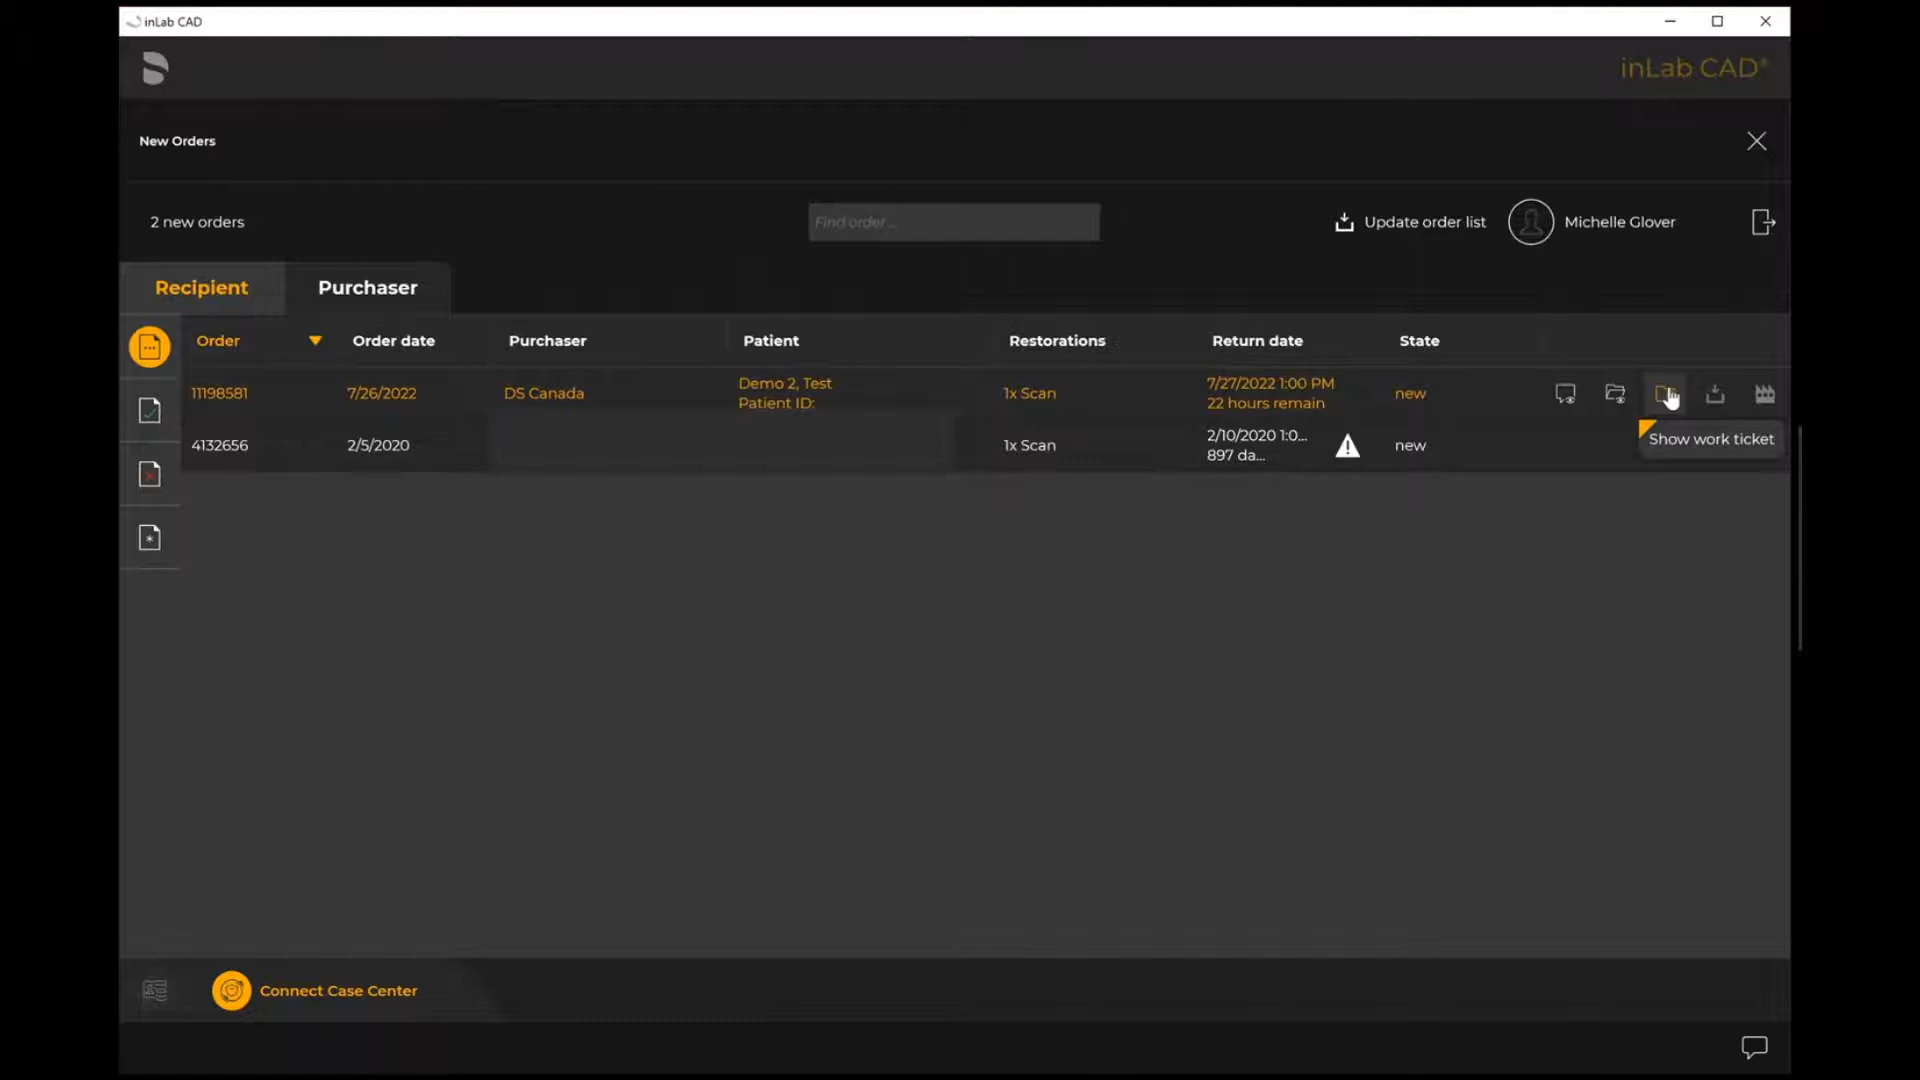 inLab CAD
inLab CAD®
New Orders
2 new orders
Find order...
Update order list
Michelle Glover
Recipient
Purchaser
Order
Order date
Purchaser
Patient
Restorations
Return date
State
11198581
7/26/2022
DS Canada
Demo 2, Test
Patient ID:
1x Scan
7/27/2022 1:00 PM
22 hours remain
new
4132656
2/5/2020
1x Scan
2/10/2020 1:0...
897 da...
new
Show work ticket
Connect Case Center